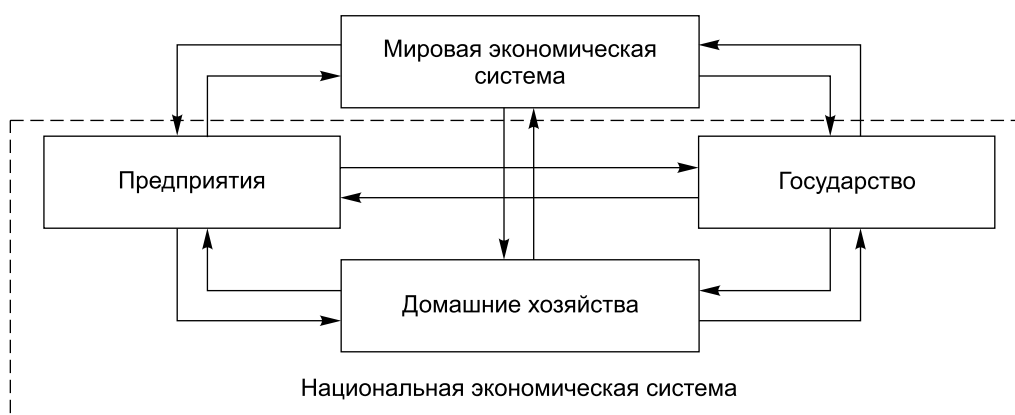 Мировая экономическая
система
Предприятия
Государство
Домашние хозяйства
Национальная экономическая система